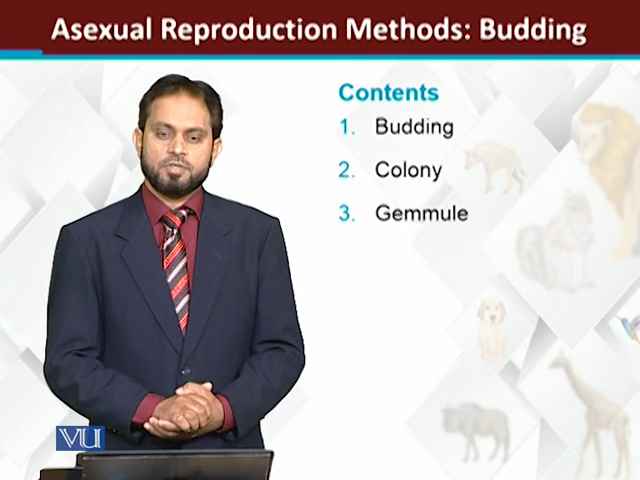 Asexual Reproduction Methods: Budding
Contents
1. Budding
2. Colony
3. Gemmule
VU